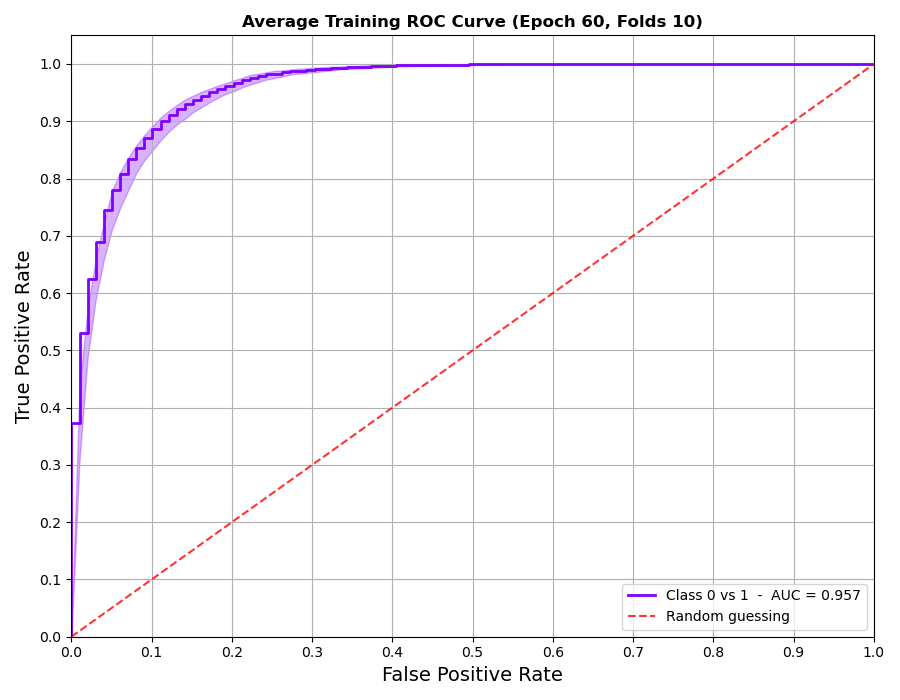 Average Training ROC Curve (Epoch 60, Folds 10)
True Positive Rate
1.0
0.9
0.8
0.7
0.6
0.5
0.4
0.3
0.2
0.1
0.0
Class 0 vs 1 - AUC = 0.957
Random guessing
0.0 0.1 0.2 0.3 0.4 0.5 0.6 0.7 0.8 0.9 1.0
False Positive Rate